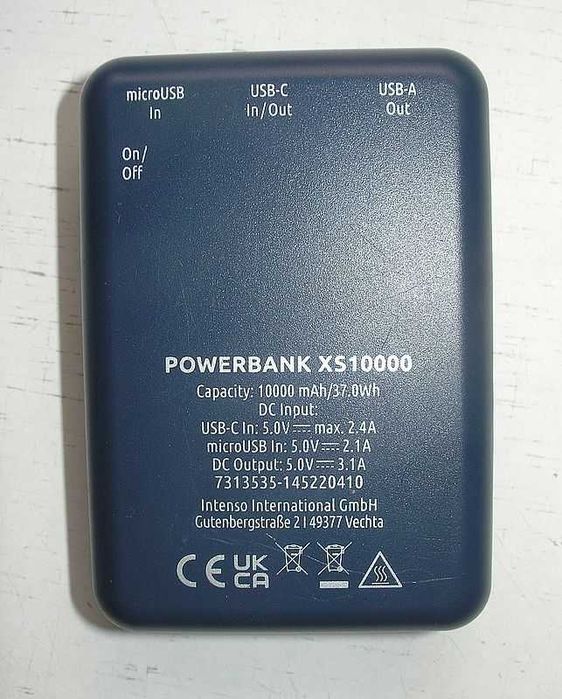 microUSB USB-C USB-A
In In/Out Out
On/
Off
POWERBANK XS10000
Capacity: 10000 mAh/37.0Wh
DC Input:
USB-C In: 5.0V⎓max. 2.4A
microUSB In: 5.0V⎓2.1A
DC Output: 5.0V⎓3.1A
7313535-145220410
Intenso International GmbH
Gutenbergstraße 2 I 49377 Vechta
CE UK
CA